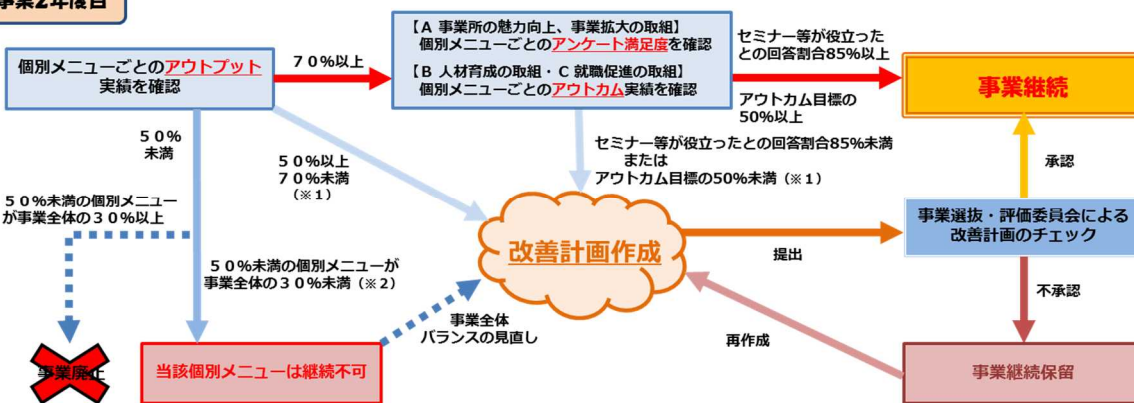 事業2年度目
個別メニューごとのアウトプット
実績を確認
70%以上
【A 事業所の魅力向上、事業拡大の取組】
個別メニューごとのアンケート満足度を確認
【B 人材育成の取組・C 就職促進の取組】
個別メニューごとのアウトカム実績を確認
セミナー等が役立った
との回答割合85%以上
アウトカム目標の
50%以上
事業継続
50%
未満
50%以上
70%未満
(※1)
セミナー等が役立ったとの回答割合85%未満
または
アウトカム目標の50%未満(※1)
承認
50%未満の個別メニュー
が事業全体の30%以上
改善計画作成
提出
事業選抜・評価委員会による
改善計画のチェック
50%未満の個別メニューが
事業全体の30%未満(※2)
不承認
事業全体
バランスの見直し
再作成
事業廃止
当該個別メニューは継続不可
事業継続保留